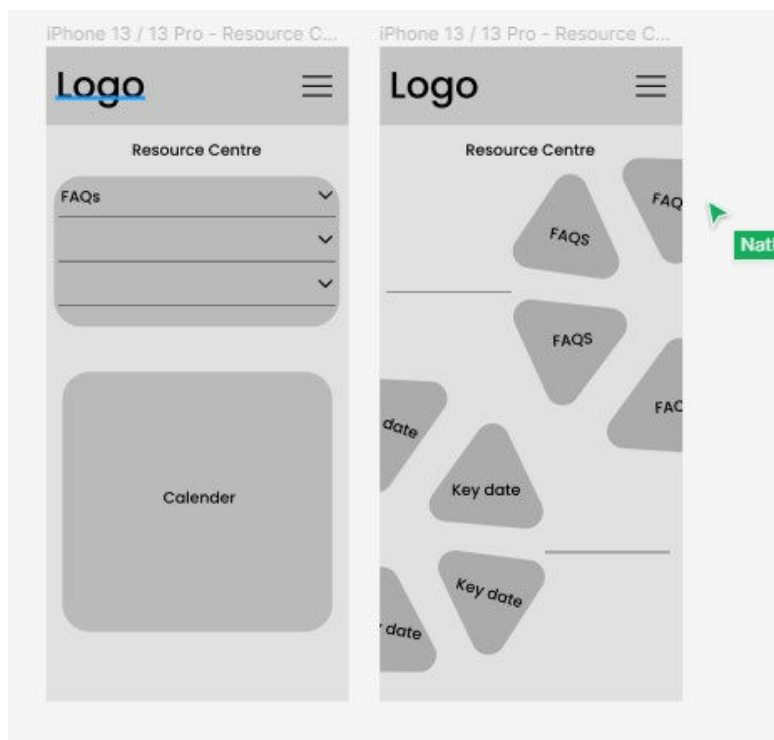 iPhone 13 / 13 Pro - Resource C...
Logo
Resource Centre
FAQs
Calender
iPhone 13 / 13 Pro - Resource C...
Logo
Resource Centre
FAQ
FAQS
FAQS
FAC
date
Key date
Key date
date
Nati